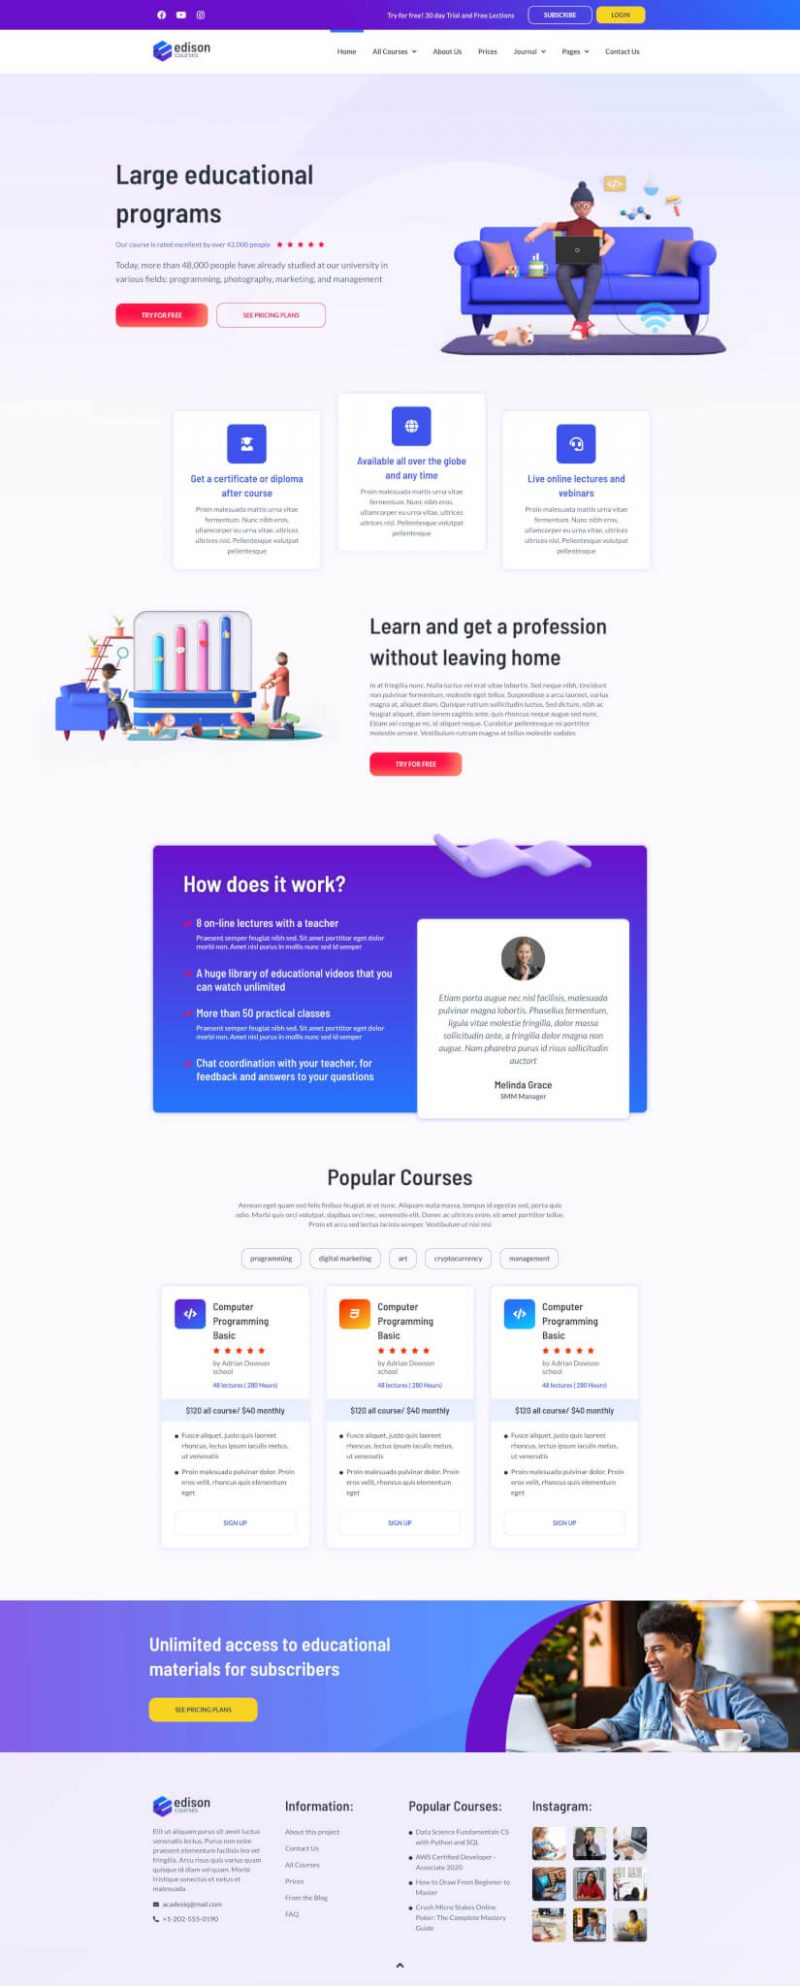 Try for free! 30 day Trial and Free Lections
SUBSCRIBE
LOGIN
edison
courses
Home
All Courses
About Us
Prices
Journal
Pages
Contact Us
Large educational
programs
Our course is rated excellent by over 42,000 people
Today, more than 48,000 people have already studied at our university in
various fields: programming, photography, marketing, and management
TRY FOR FREE
SEE PRICING PLANS
Get a certificate or diploma
after course
Proin malesuada mattis urna vitae
fermentum. Nunc nibh eros,
ullamcorper eu urna vitae, ultrices
ultrices nisl. Pellentesque volutpat
pellentesque
Available all over the globe
and any time
Proin malesuada mattis urna vitae
fermentum. Nunc nibh eros,
ullamcorper eu urna vitae, ultrices
ultrices nisl. Pellentesque volutpat
pellentesque
Live online lectures and
webinars
Proin malesuada mattis urna vitae
fermentum. Nunc nibh eros,
ullamcorper eu urna vitae, ultrices
ultrices nisl. Pellentesque volutpat
pellentesque
Learn and get a profession
without leaving home
In at fringilla nunc. Nulla luctus vel erat vitae lobortis. Sed neque nibh, tincidunt
non pulvinar fermentum, molestie eget tellus. Suspendisse a arcu laoreet, varius
magna at, aliquet diam. Quisque rutrum sollicitudin luctus. Sed dictum, nibh ac
feugiat aliquet, diam lorem sagittis ante, quis rhoncus neque augue sed nunc.
Etiam vel congue mi, id aliquet neque. Curabitur pellentesque mi porttitor
molestie ornare. Vestibulum rutrum magna at tellus molestie sodales
TRY FOR FREE
How does it work?
8 on-line lectures with a teacher
Praesent semper feugiat nibh sed. Sit amet porttitor eget dolor
morbi non. Amet nisl purus in mollis nunc sed id semper
A huge library of educational videos that you
can watch unlimited
More than 50 practical classes
Praesent semper feugiat nibh sed. Sit amet porttitor eget dolor
morbi non. Amet nisl purus in mollis nunc sed id semper
Chat coordination with your teacher, for
feedback and answers to your questions
Etiam porta augue nec nisl facilisis, malesuada
pulvinar magna lobortis. Phasellus fermentum,
ligula vitae molestie fringilla, dolor massa
sollicitudin ante, a fringilla dolor magna non
augue. Nam pharetra purus id risus sollicitudin
auctort
Melinda Grace
SMM Manager
Popular Courses
Aenean eget quam sed felis finibus feugiat at et nunc. Aliquam nulla massa, tempus id egestas sed, porta quis
odio. Morbi quis orci volutpat, dapibus orci nec, venenatis elit. Donec ac ultrices enim, sit amet porttitor tellus.
Proin et arcu sed lectus lacinia semper. Vestibulum ut nisi nisi
programming
digital marketing
art
cryptocurrency
management
Computer
Programming
Basic
by Adrian Dowson
school
48 lectures ( 280 Hours)
$120 all course/ $40 monthly
Fusce aliquet, justo quis laoreet
rhoncus, lectus ipsum iaculis metus,
ut venenatis
Proin malesuada pulvinar dolor. Proin
eros velit, rhoncus quis elementum
eget
SIGN UP
Computer
Programming
Basic
by Adrian Dowson
school
48 lectures ( 280 Hours)
$120 all course/ $40 monthly
Fusce aliquet, justo quis laoreet
rhoncus, lectus ipsum iaculis metus,
ut venenatis
Proin malesuada pulvinar dolor. Proin
eros velit, rhoncus quis elementum
eget
SIGN UP
Computer
Programming
Basic
by Adrian Dowson
school
48 lectures ( 280 Hours)
$120 all course/ $40 monthly
Fusce aliquet, justo quis laoreet
rhoncus, lectus ipsum iaculis metus,
ut venenatis
Proin malesuada pulvinar dolor. Proin
eros velit, rhoncus quis elementum
eget
SIGN UP
Unlimited access to educational
materials for subscribers
SEE PRICING PLANS
edison
courses
Elit ut aliquam purus sit amet luctus
venenatis lectus. Purus non enim
praesent elementum facilisis leo vel
fringilla. Arcu risus quis varius quam
quisque id diam vel quam. Morbi
tristique senectus et netus et
malesuada
acadesiq@mail.com
+1-202-555-0190
Information:
About this project
Contact Us
All Courses
Prices
From the Blog
FAQ
Popular Courses:
Data Science Fundamentals CS
with Python and SQL
AWS Certified Developer -
Associate 2020
How to Draw From Beginner to
Master
Crush Micro Stakes Online
Poker: The Complete Mastery
Guide
Instagram: